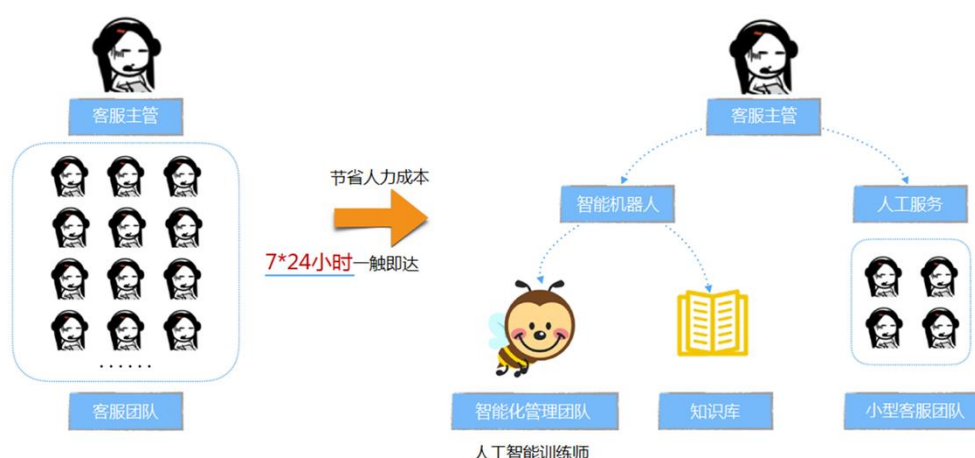 客服主管
客服主管
节省人力成本
智能机器人
人工服务
7*24小时一触即达
......
客服团队
智能化管理团队
知识库
小型客服团队
人工智能训练师